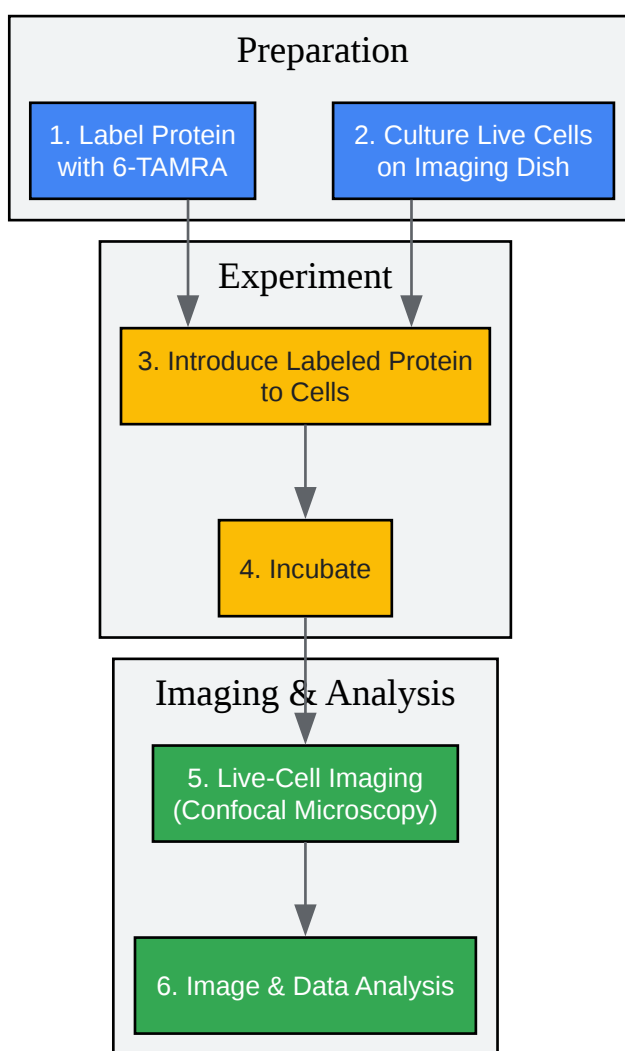 Preparation
1. Label Protein
with 6-TAMRA
2. Culture Live Cells
on Imaging Dish
Experiment
3. Introduce Labeled Protein
to Cells
4. Incubate
Imaging & Analysis
5. Live-Cell Imaging
(Confocal Microscopy)
6. Image & Data Analysis